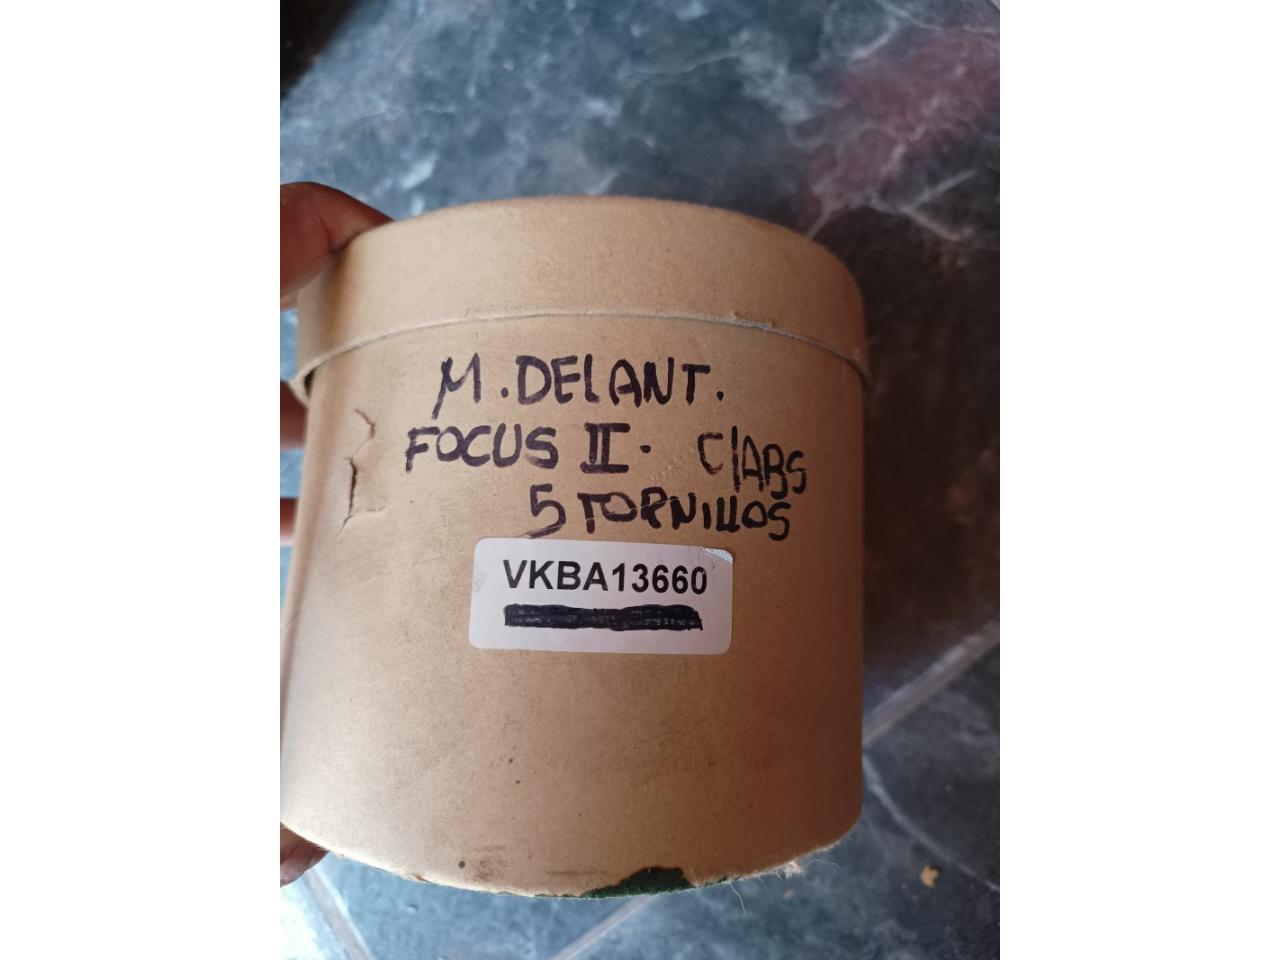 M. DELANT.
FOCUS II. C/ABS
5 TORNILLOS
VKBA13660